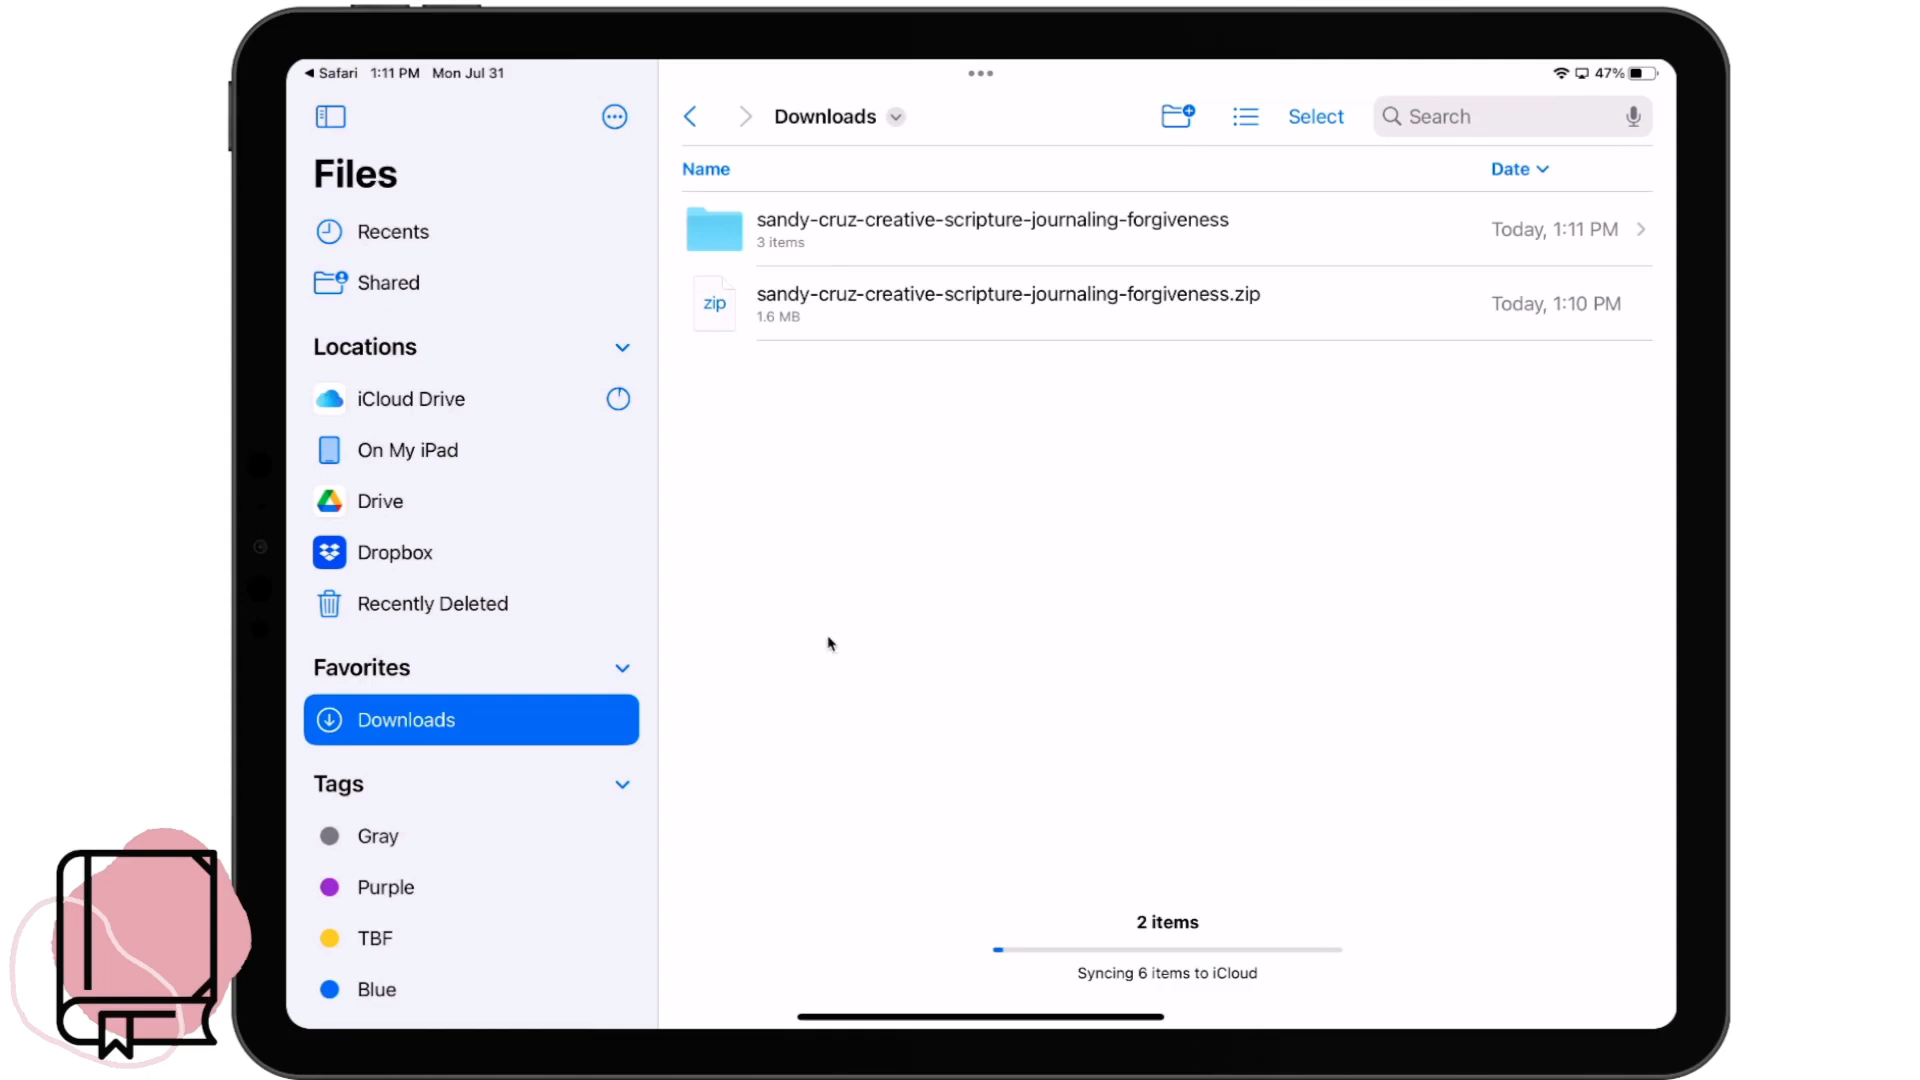 Safari 1:11 PM Mon Jul 31
47%
Files
Recents
Shared
Locations
iCloud Drive
On My iPad
Drive
Dropbox
Recently Deleted
Favorites
Downloads
Tags
Gray
Purple
TBF
Blue
Downloads
Select
Search
Name
Date
sandy-cruz-creative-scripture-journaling-forgiveness
3 items
Today, 1:11 PM
zip
sandy-cruz-creative-scripture-journaling-forgiveness.zip
1.6 MB
Today, 1:10 PM
2 items
Syncing 6 items to iCloud